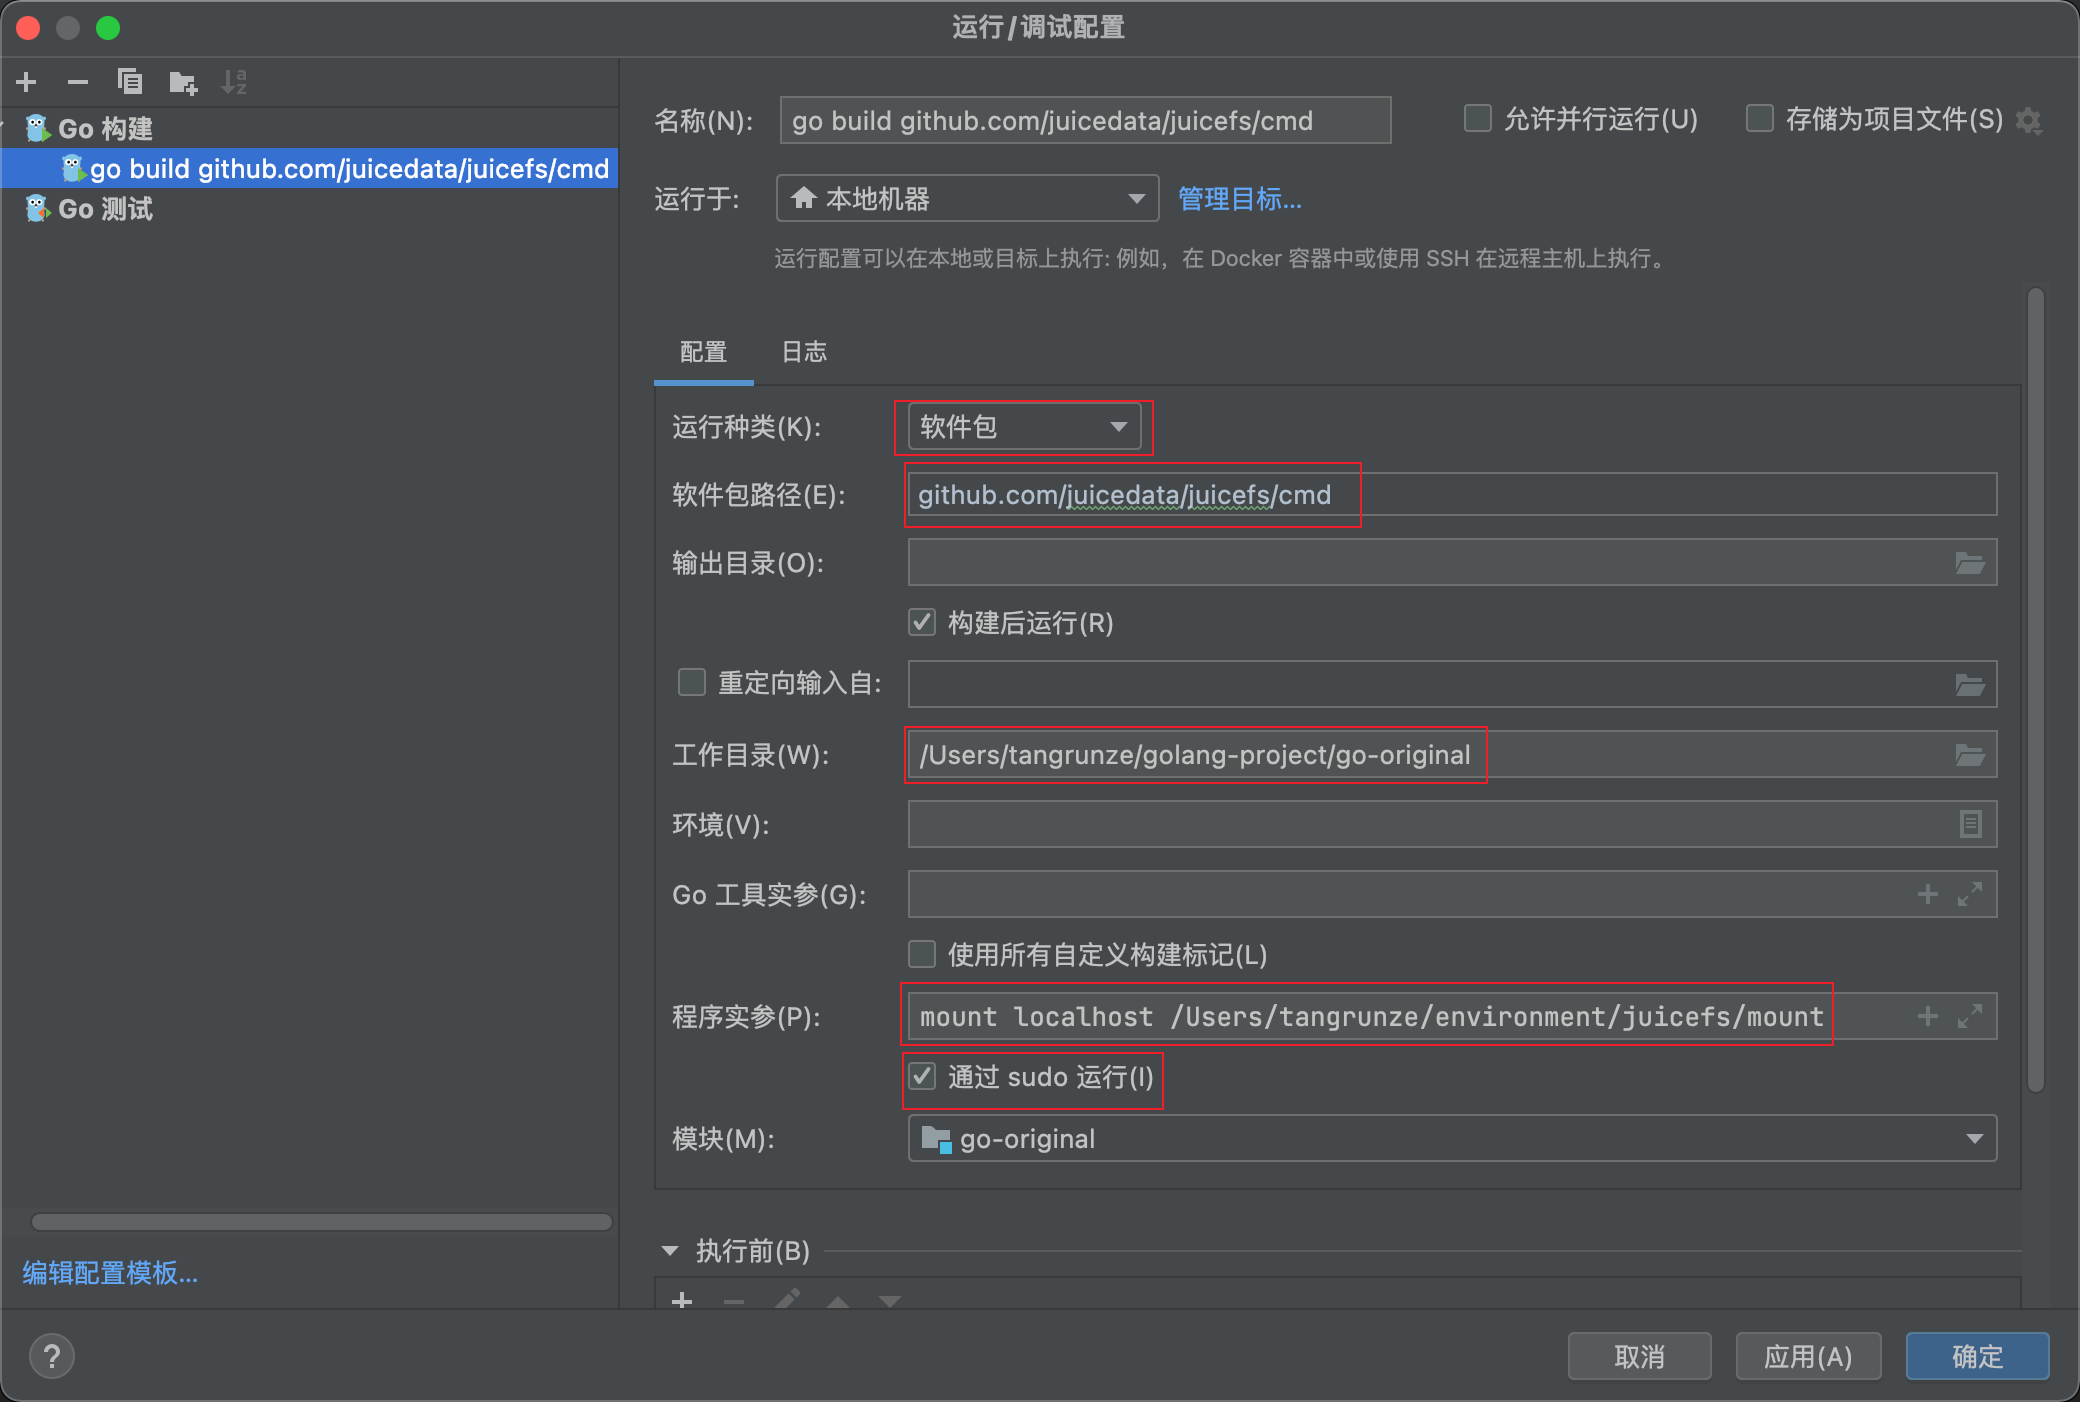 运行/调试配置
Go 构建
go build github.com/juicedata/juicefs/cmd
Go 测试
名称(N): go build github.com/juicedata/juicefs/cmd 允许并行运行(U) 存储为项目文件(S)
运行于: 本地机器 管理目标...
运行配置可以在本地或目标上执行: 例如，在 Docker 容器中或使用 SSH 在远程主机上执行。
配置 日志
运行种类(K): 软件包
软件包路径(E): github.com/juicedata/juicefs/cmd
输出目录(O):
构建后运行(R)
重定向输入自:
工作目录(W): /Users/tangrunze/golang-project/go-original
环境(V):
Go 工具实参(G):
使用所有自定义构建标记(L)
程序实参(P): mount localhost /Users/tangrunze/environment/juicefs/mount
通过 sudo 运行(I)
模块(M): go-original
执行前(B)
编辑配置模板...
? 取消 应用(A) 确定